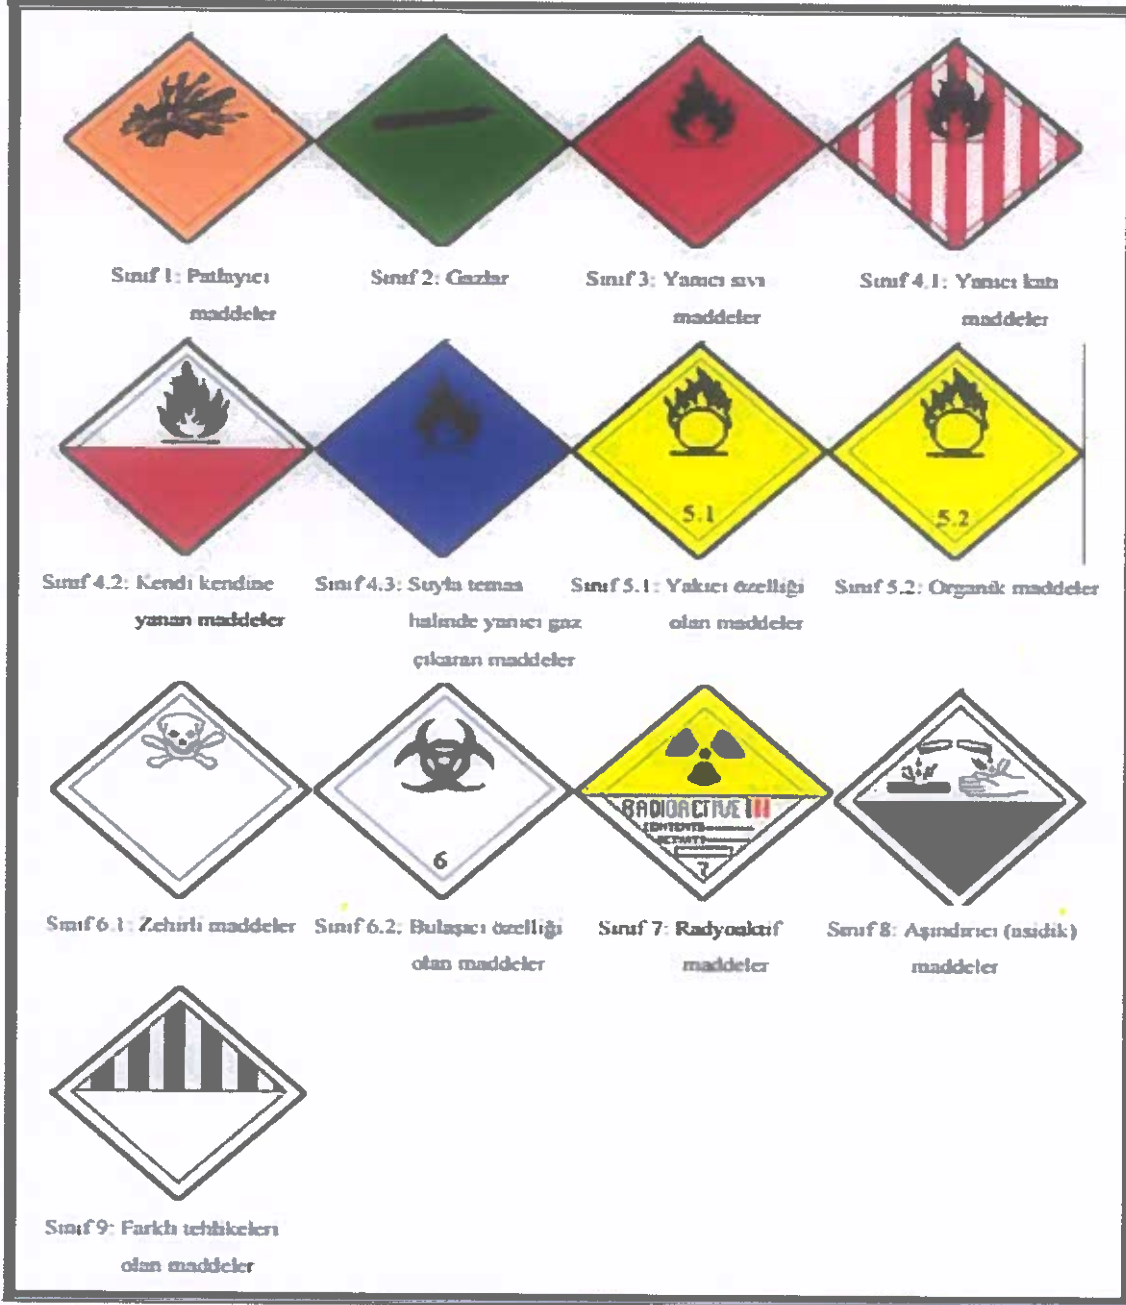 Sınıf 1: Patlayıcı
maddeler
Sınıf 2: Gazlar
Sınıf 3: Yanıcı sıvı
maddeler
Sınıf 4.1: Yanıcı katı
maddeler
5.1
5.2
Sınıf 4.2: Kendi kendine
yanan maddeler
Sınıf 4.3: Suyla temas
halinde yanıcı gaz
çıkaran maddeler
Sınıf 5.1: Yakıcı özelliği
olan maddeler
Sınıf 5.2: Organik maddeler
6
RADIOACTIVE III
CONTENTS
ACTIVITY
7
Sınıf 6.1: Zehirli maddeler
Sınıf 6.2: Bulaşıcı özelliği
olan maddeler
Sınıf 7: Radyoaktif
maddeler
Sınıf 8: Aşındırıcı (asidik)
maddeler
Sınıf 9: Farklı tehlikeleri
olan maddeler